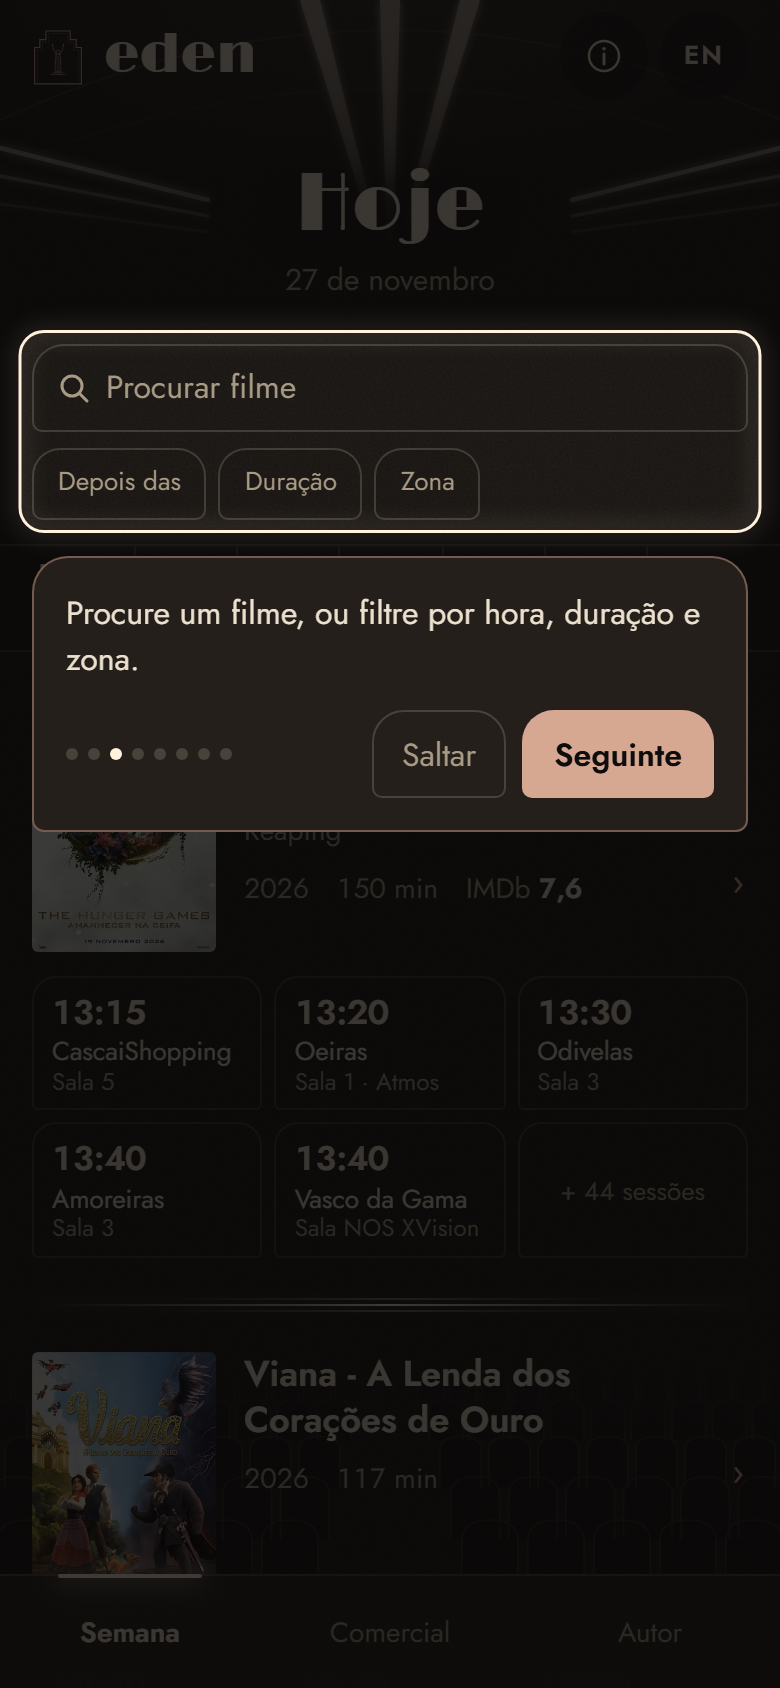 eden
EN
Hoje
27 de novembro
Procurar filme
Depois das
Duração
Zona
Procure um filme, ou filtre por hora, duração e
zona.
Saltar
Seguinte
Reaping
2026 150 min IMDb 7,6
THE HUNGER GAMES
AMANHECER NA CEIFA
19 NOVEMBRO 2026
13:15
CascaiShopping
Sala 5
13:20
Oeiras
Sala 1 · Atmos
13:30
Odivelas
Sala 3
13:40
Amoreiras
Sala 3
13:40
Vasco da Gama
Sala NOS XVision
+ 44 sessões
Viana
Viana - A Lenda dos
Corações de Ouro
2026 117 min
Semana
Comercial
Autor